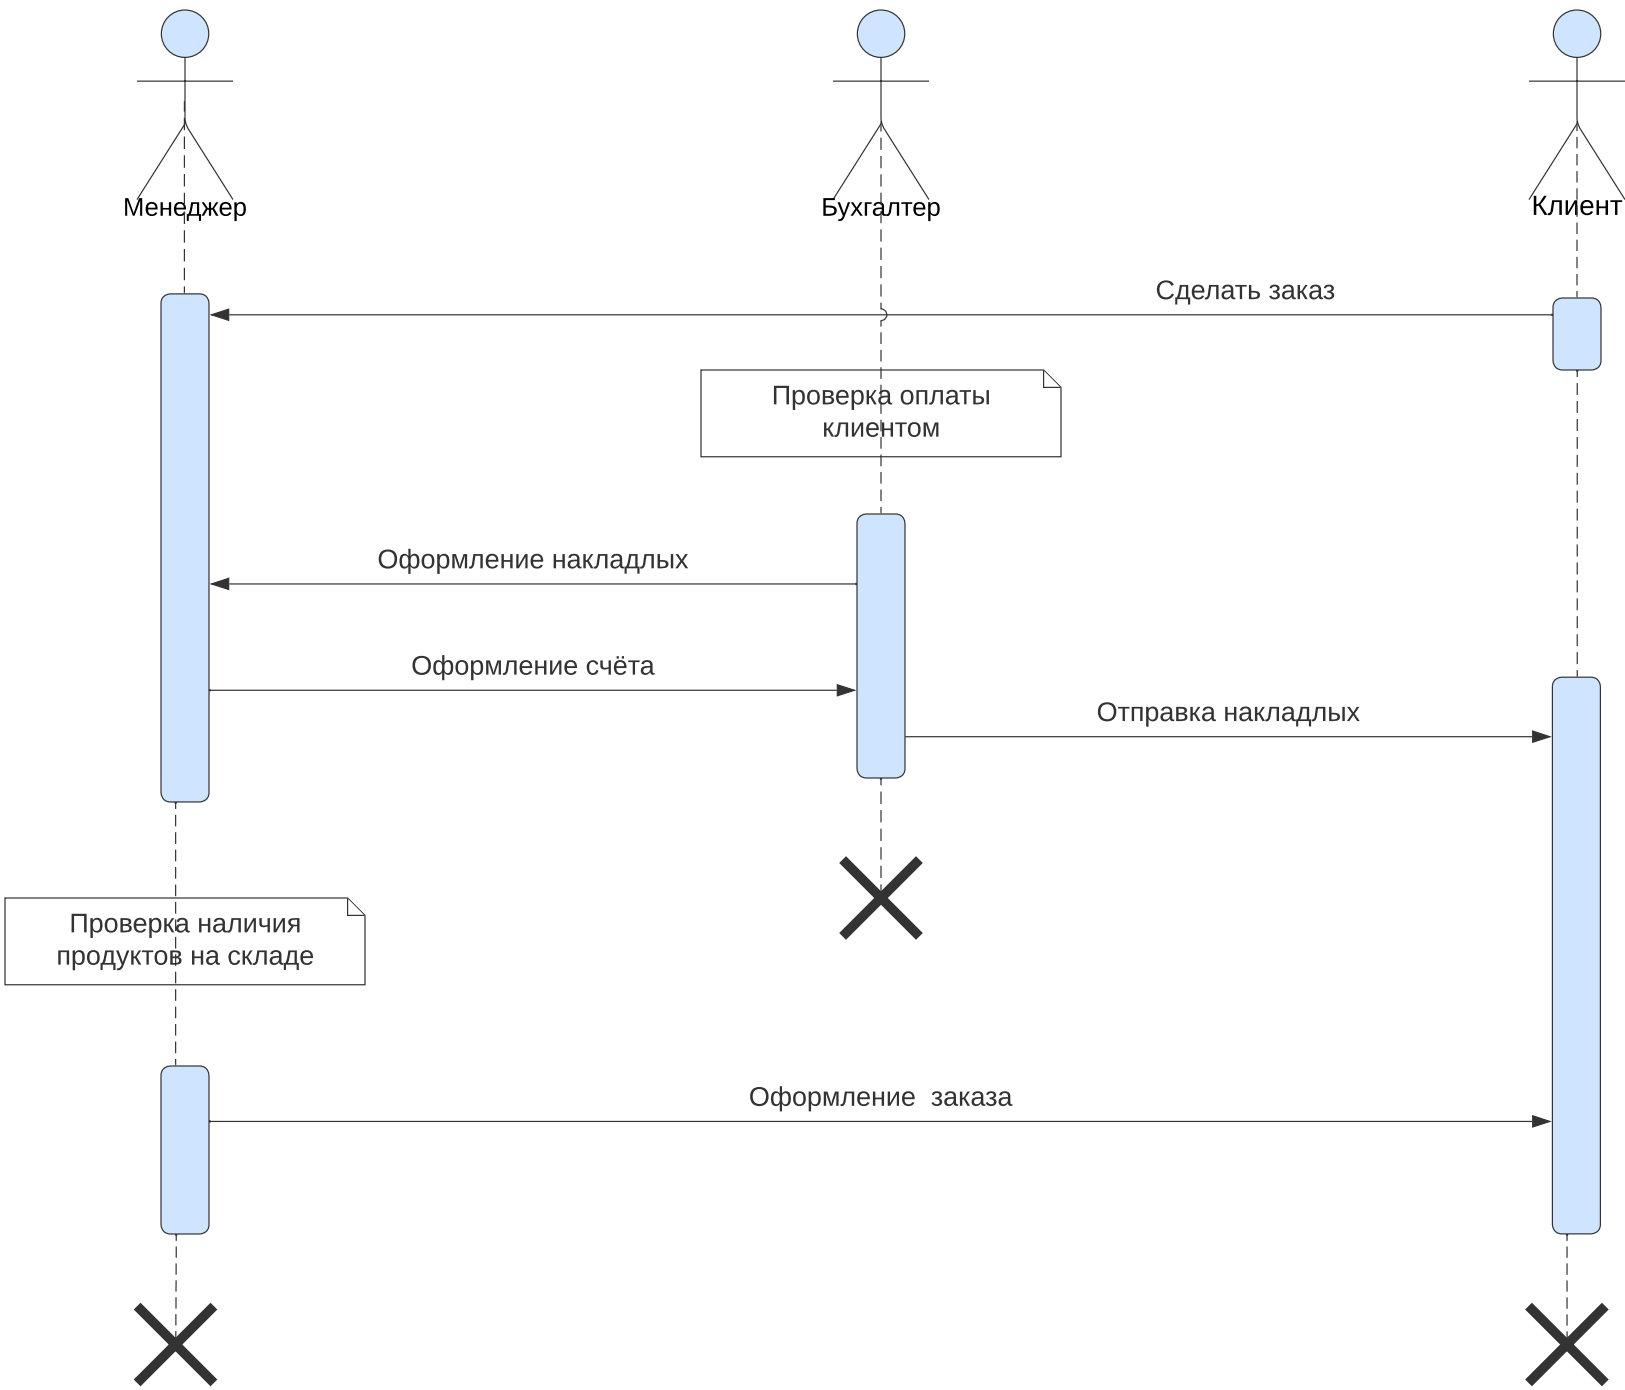 Менеджер
Бухгалтер
Клиент
Сделать заказ
Проверка оплаты
клиентом
Оформление накладлых
Оформление счёта
Отправка накладлых
Проверка наличия
продуктов на складе
Оформление  заказа